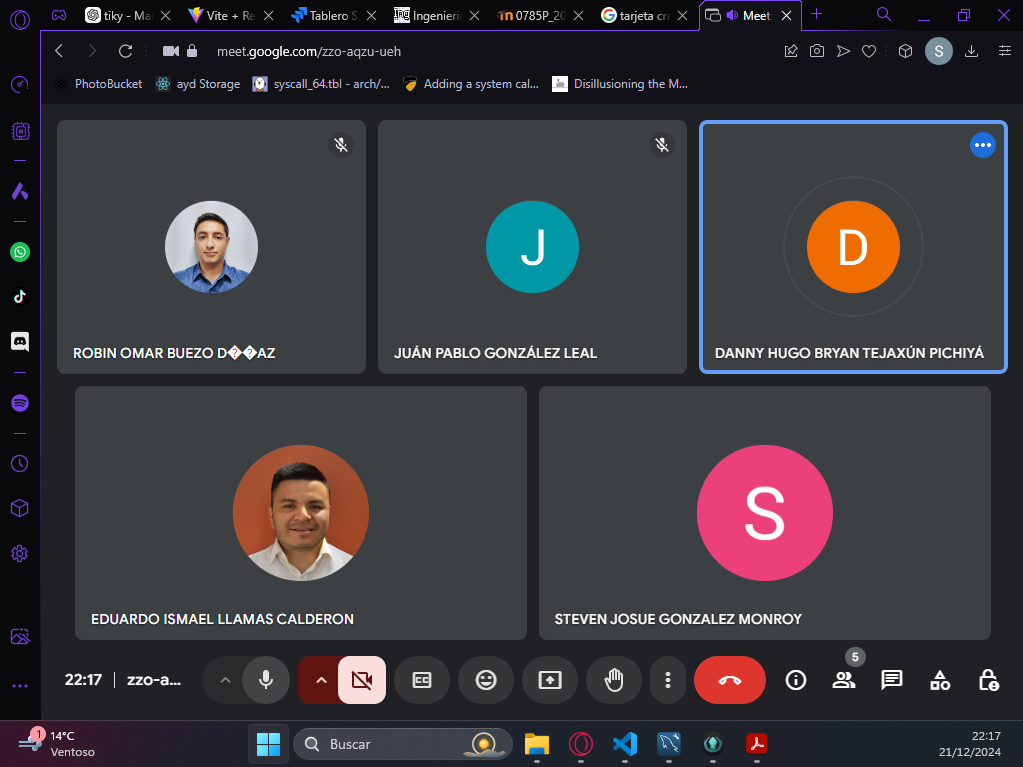 tiky - Ma
Vite + Re
Tablero S
Ingenierí
0785P_20
tarjeta cre
Meet
meet.google.com/zzo-aqzu-ueh
S
PhotoBucket
ayd Storage
syscall_64.tbl - arch/...
Adding a system cal...
Disillusioning the M...
ROBIN OMAR BUEZO D��AZ
J
JUÁN PABLO GONZÁLEZ LEAL
D
DANNY HUGO BRYAN TEJAXÚN PICHIYÁ
EDUARDO ISMAEL LLAMAS CALDERON
S
STEVEN JOSUE GONZALEZ MONROY
22:17 | zzo-a...
5
1
14°C
Ventoso
Buscar
22:17
21/12/2024